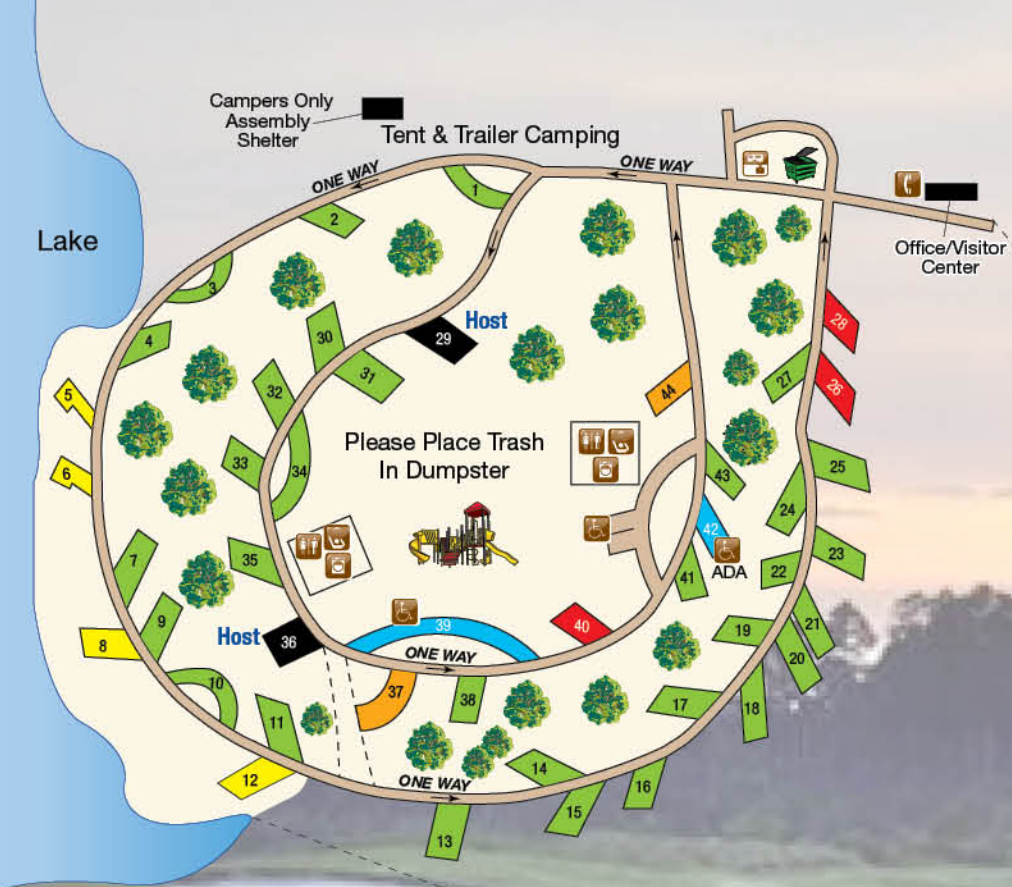 Campers Only
Assembly
Shelter
Tent & Trailer Camping
ONE WAY
ONE WAY
Lake
Office/Visitor
Center
1
2
3
4
5
6
7
8
9
10
11
12
13
14
15
16
17
18
19
20
21
22
23
24
25
26
27
28
29
Host
30
31
32
33
34
35
Host
36
37
38
39
40
41
42
ADA
43
44
Please Place Trash
In Dumpster
ONE WAY
ONE WAY